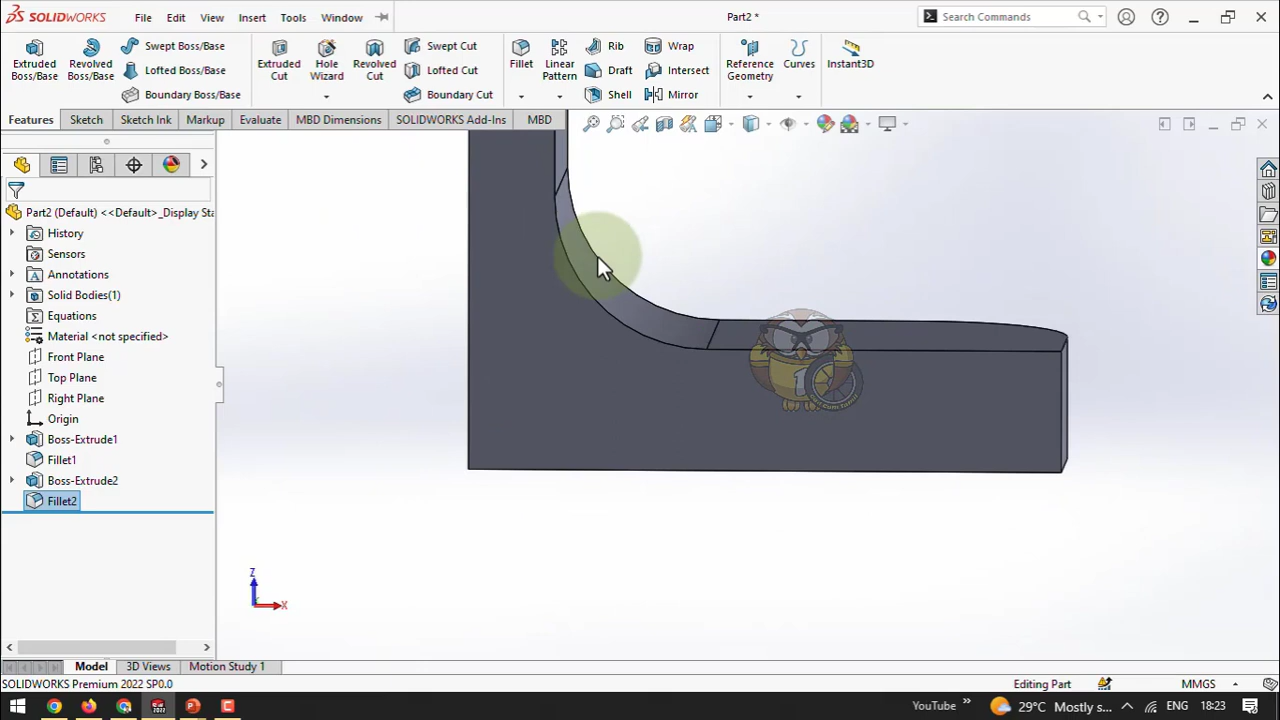 SOLIDWORKS
File
Edit
View
Insert
Tools
Window
Part2 *
Search Commands
Extruded Boss/Base
Revolved Boss/Base
Swept Boss/Base
Lofted Boss/Base
Boundary Boss/Base
Extruded Cut
Hole Wizard
Revolved Cut
Swept Cut
Lofted Cut
Boundary Cut
Fillet
Linear Pattern
Rib
Draft
Shell
Wrap
Intersect
Mirror
Reference Geometry
Curves
Instant3D
Features
Sketch
Sketch Ink
Markup
Evaluate
MBD Dimensions
SOLIDWORKS Add-Ins
MBD
Part2 (Default) <<Default>_Display Sta
History
Sensors
Annotations
Solid Bodies(1)
Equations
Material <not specified>
Front Plane
Top Plane
Right Plane
Origin
Boss-Extrude1
Fillet1
Boss-Extrude2
Fillet2
Z
X
Model
3D Views
Motion Study 1
SOLIDWORKS Premium 2022 SP0.0
Editing Part
MMGS
YouTube
29°C Mostly s...
ENG
18:23